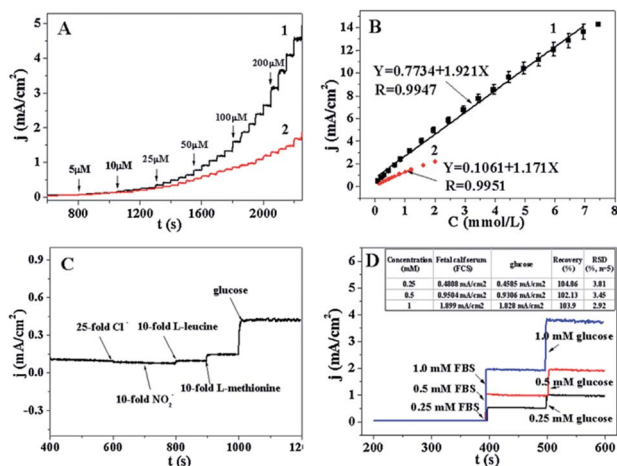 A
j (mA/cm²)
5
4
3
2
1
0
1
2
200μM
100μM
50μM
25μM
10μM
5μM
600 1200 1800 2400
t (s)
B
j (mA/cm²)
14
12
10
8
6
4
2
0
1
Y=0.7734+1.921X
R=0.9947
2
Y=0.1061+1.171X
R=0.9951
0 1 2 3 4 5 6 7 8
C (mmol/L)
C
j (mA/cm²)
0.9
0.6
0.3
0.0
-0.3
glucose
25-fold Cl⁻
10-fold L-leucine
10-fold NO₂⁻
10-fold L-methionine
400 600 800 1000 120
t (s)
D
j (mA/cm²)
4
3
2
1
0
Concentration (mM) Fetal calf serum (FCS) glucose Recovery (%) RSD (%, n=5)
0.25 0.4808 mA/cm2 0.4585 mA/cm2 104.86 3.81
0.5 0.9504 mA/cm2 0.9306 mA/cm2 102.13 3.45
1 1.899 mA/cm2 1.828 mA/cm2 103.9 2.92
1.0 mM glucose
1.0 mM FBS
0.5 mM glucose
0.5 mM FBS
0.25 mM FBS
0.25 mM glucose
200 300 400 500 600
t (s)